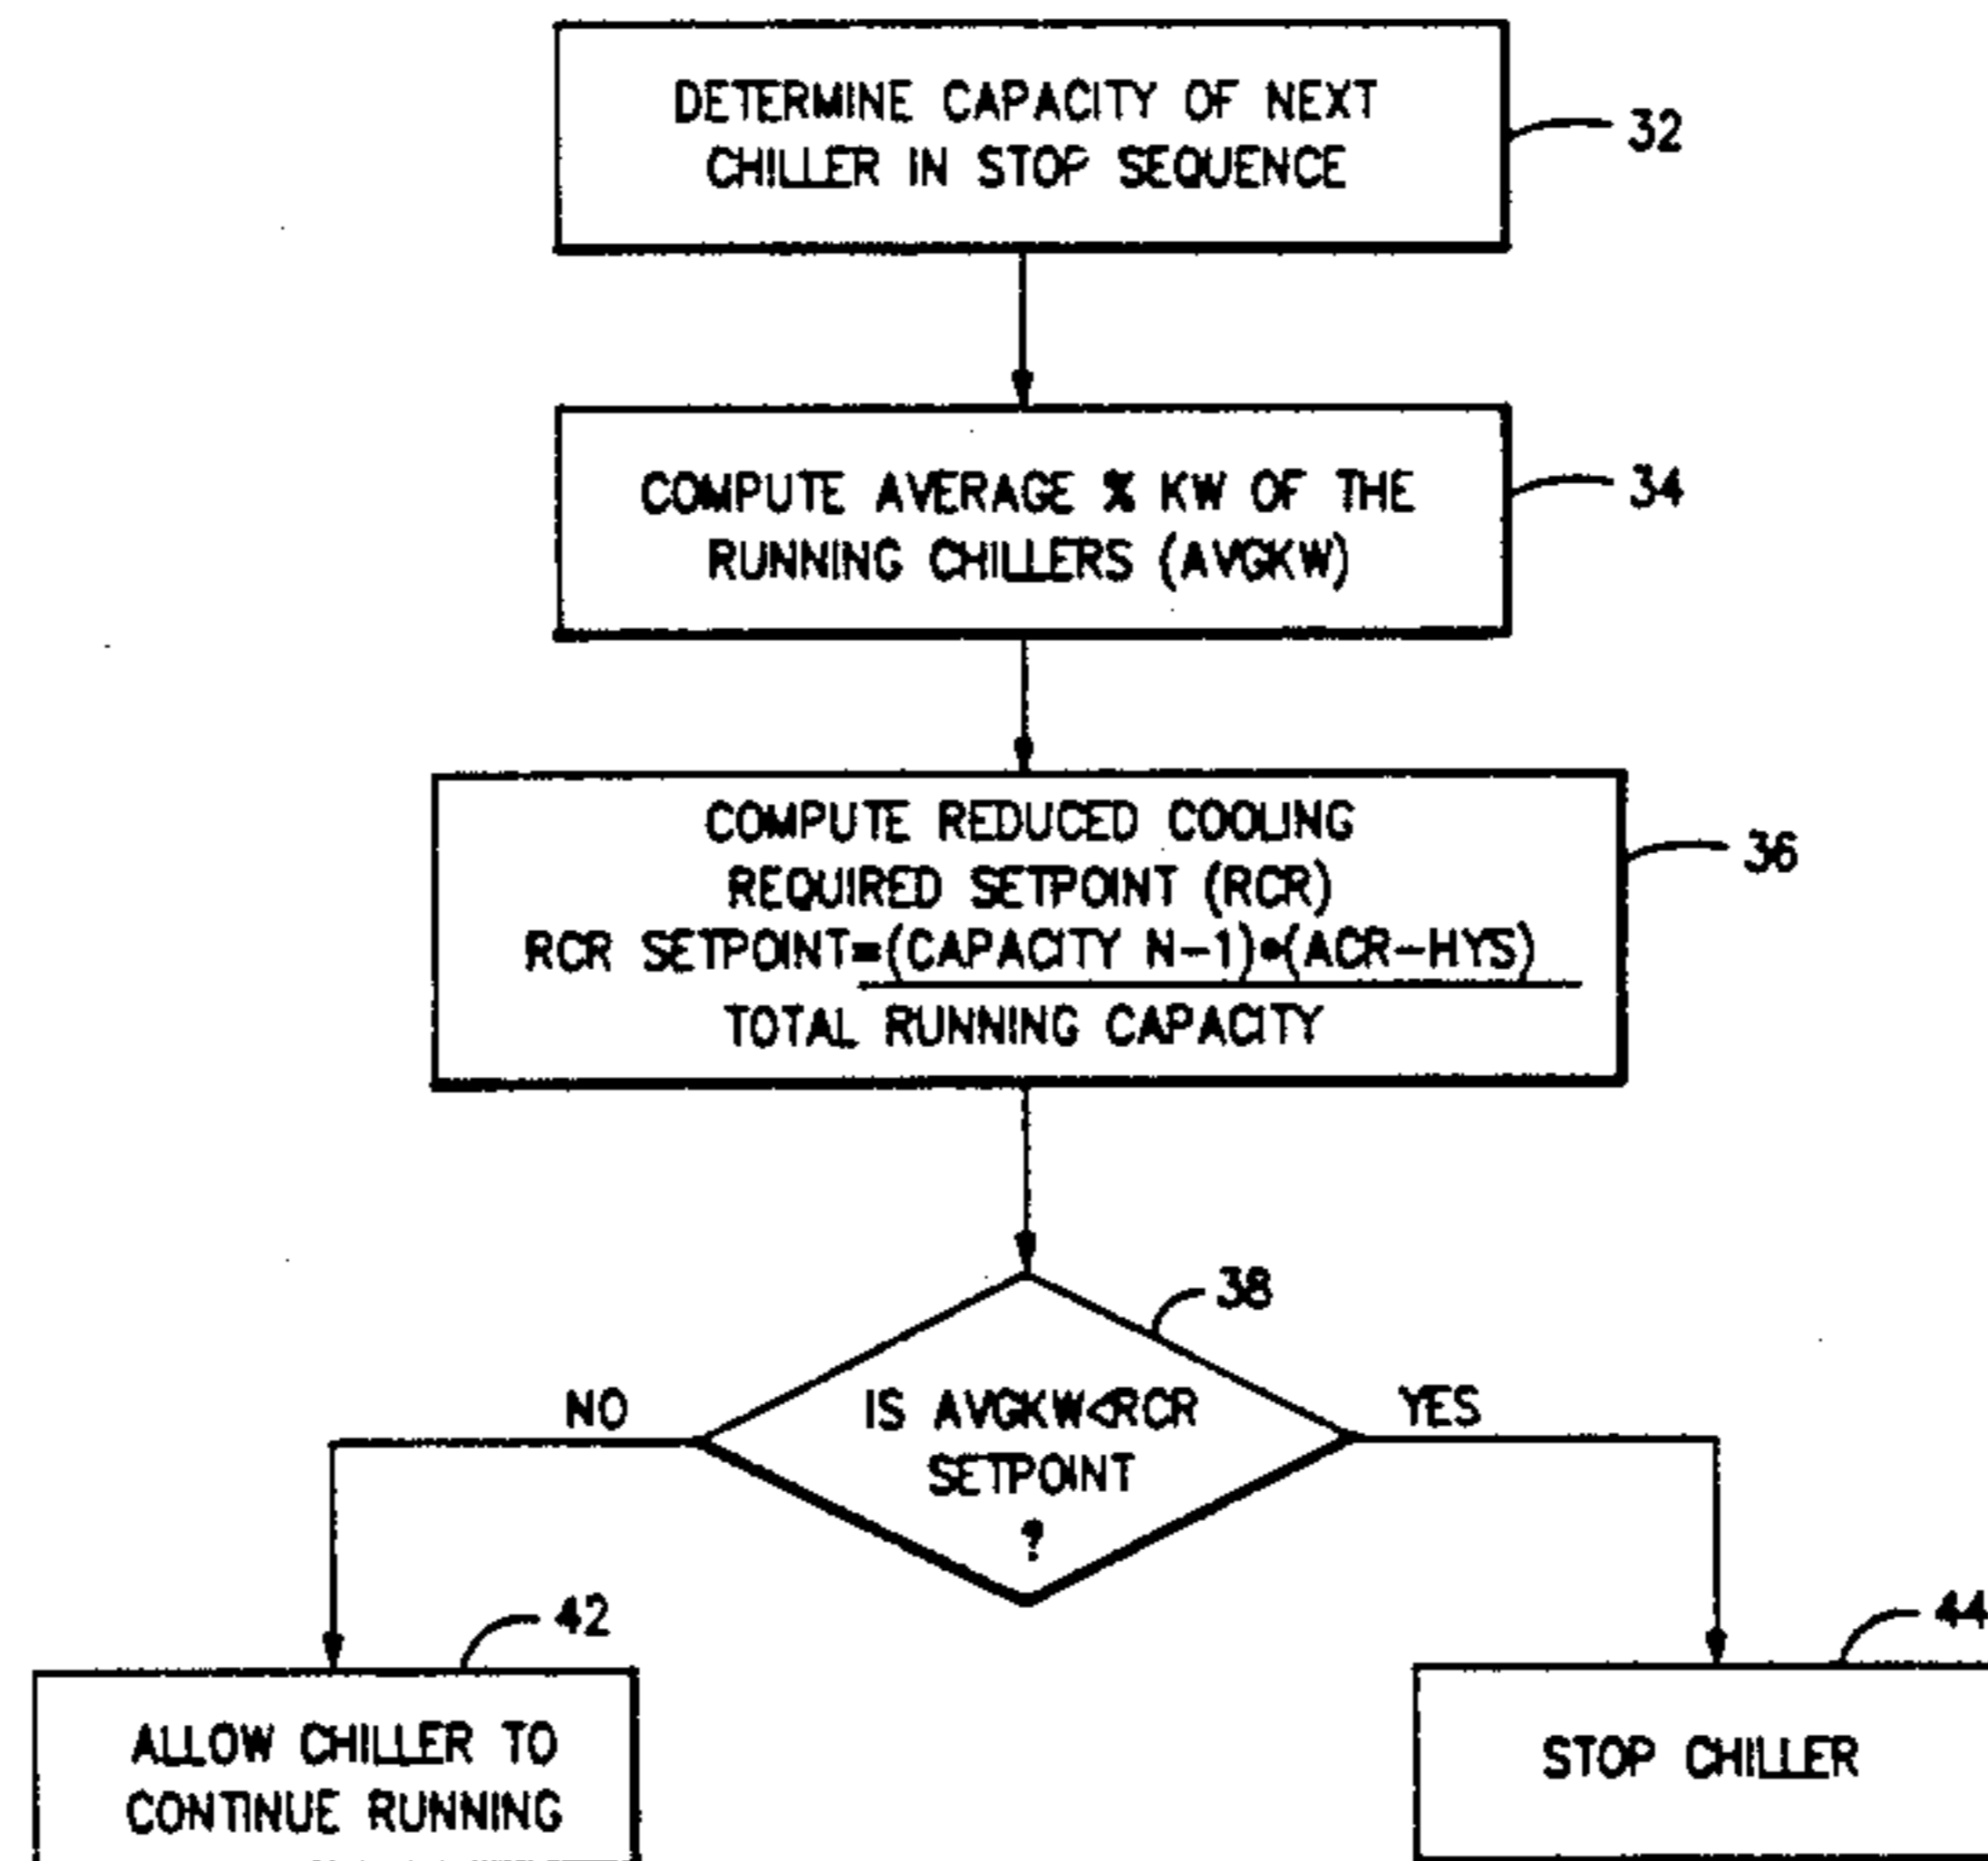 DETERMINE CAPACITY OF NEXT
CHILLER IN STOP SEQUENCE
32
COMPUTE AVERAGE % KW OF THE
RUNNING CHILLERS (AVGKW)
34
COMPUTE REDUCED COOLING
REQUIRED SETPOINT (RCR)
RCR SETPOINT=(CAPACITY N-1)•(ACR-HYS)
TOTAL RUNNING CAPACITY
36
38
IS AVGKW<RCR
SETPOINT
?
NO
YES
42
ALLOW CHILLER TO
CONTINUE RUNNING
44
STOP CHILLER